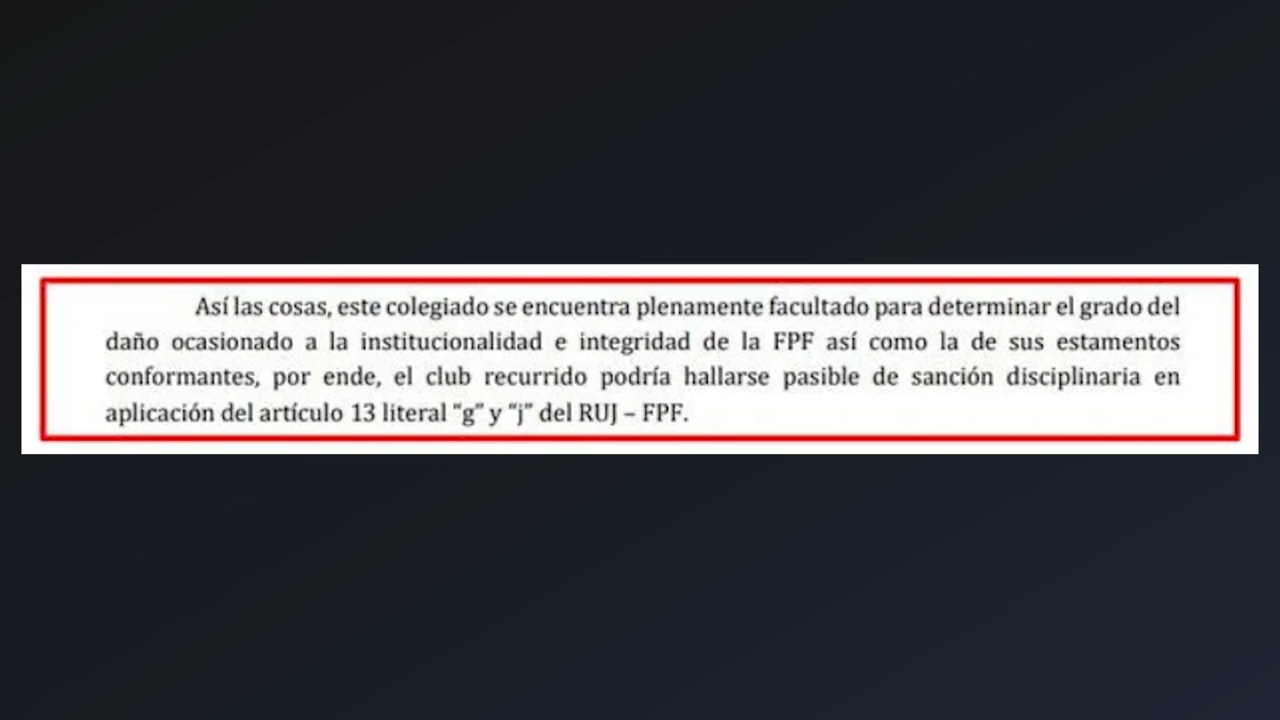 Así las cosas, este colegiado se encuentra plenamente facultado para determinar el grado del
daño ocasionado a la institucionalidad e integridad de la FPF así como la de sus estamentos
conformantes, por ende, el club recurrido podría hallarse pasible de sanción disciplinaria en
aplicación del artículo 13 literal “g” y “j” del RUJ – FPF.